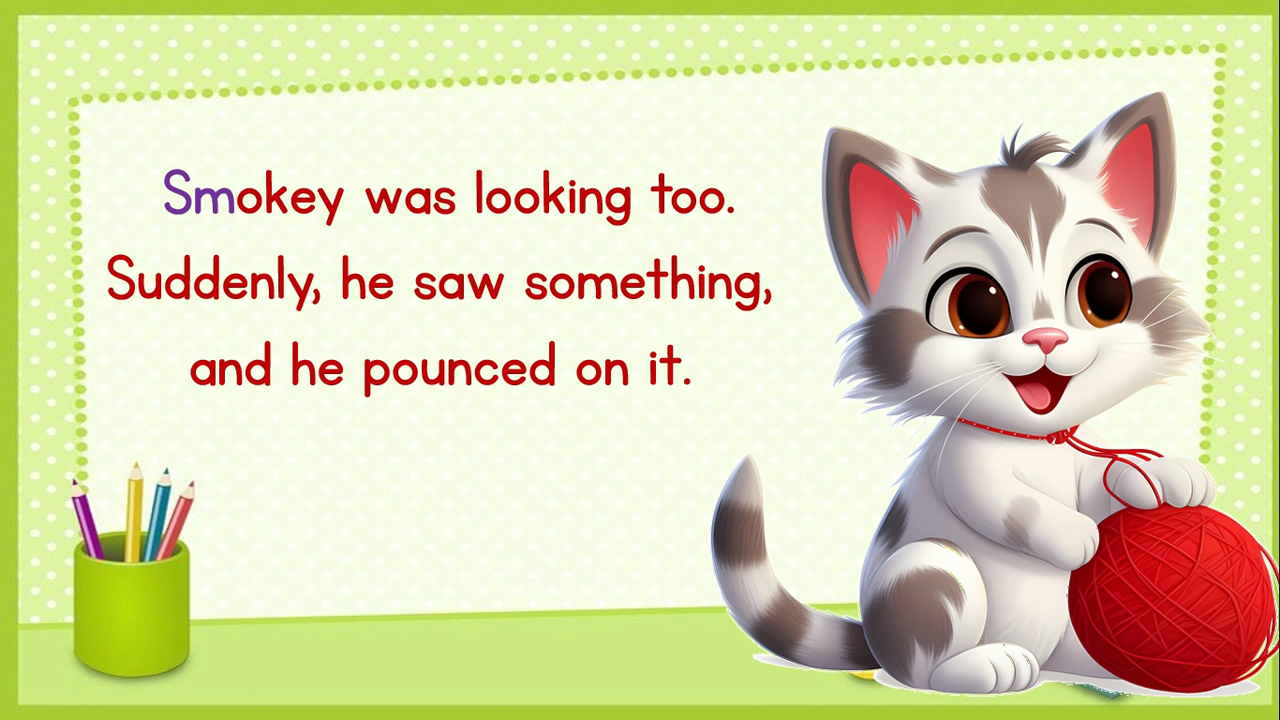 Smokey was looking too.
Suddenly, he saw something,
and he pounced on it.